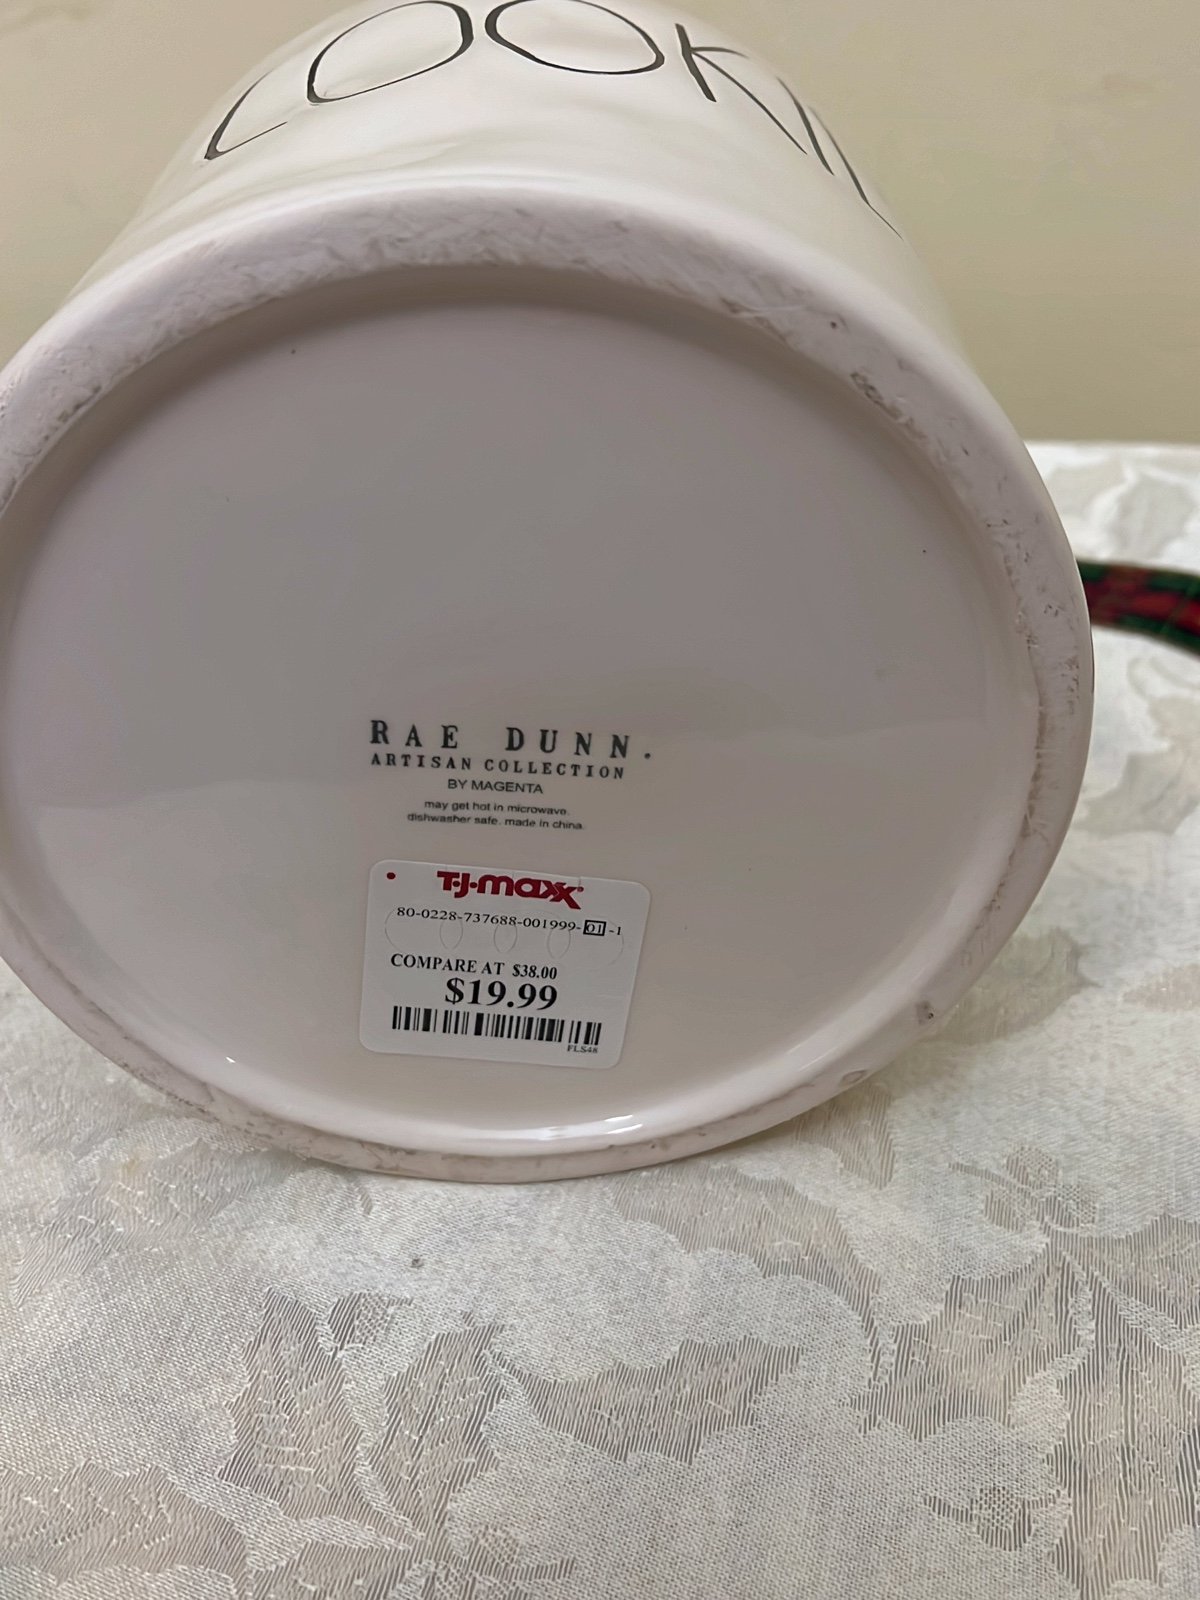 COOKIE
RAE DUNN.
ARTISAN COLLECTION
BY MAGENTA
may get hot in microwave.
dishwasher safe. made in china.
T·J·maxx
80-0228-737688-001999-01-1
COMPARE AT $38.00
$19.99
FLS48